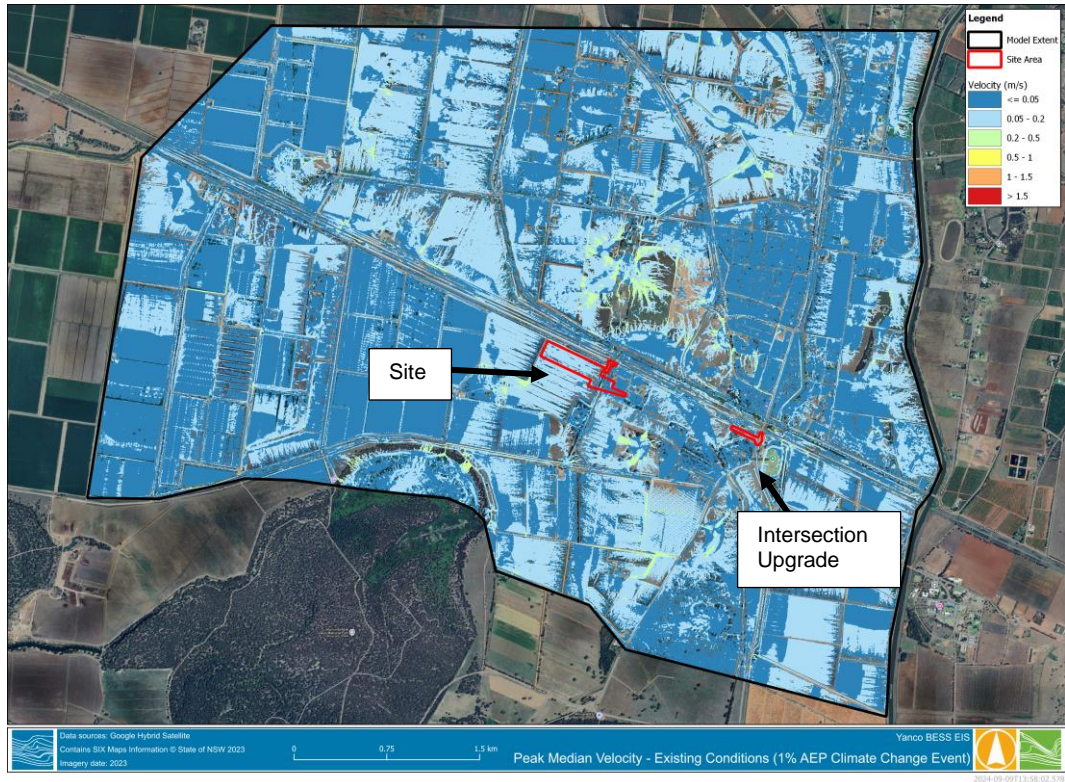 Legend
Model Extent
Site Area
Velocity (m/s)
<= 0.05
0.05 - 0.2
0.2 - 0.5
0.5 - 1
1 - 1.5
> 1.5
Site
Intersection
Upgrade
Data sources: Google Hybrid Satellite
Contains SIX Maps Information © State of NSW 2023
Imagery date: 2023
0 0.75 1.5 km
Yanco BESS EIS
Peak Median Velocity - Existing Conditions (1% AEP Climate Change Event)
2024-09-09T13:58:02.578